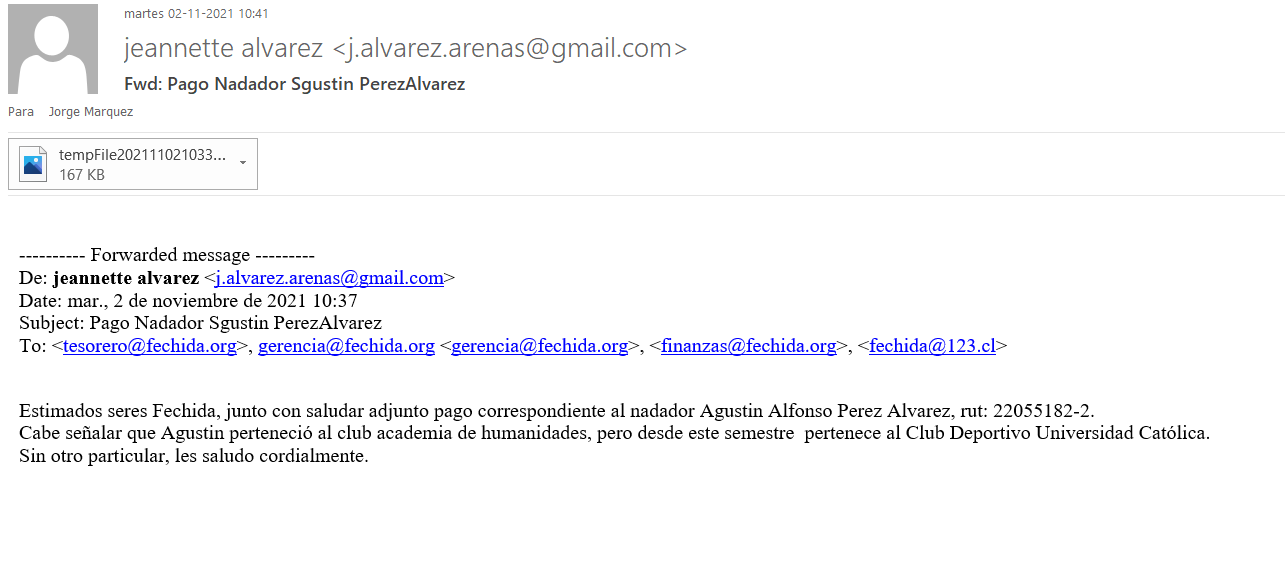 martes 02-11-2021 10:41
jeannette alvarez <j.alvarez.arenas@gmail.com>
Fwd: Pago Nadador Sgustin PerezAlvarez
Para Jorge Marquez
tempFile202111021033...
167 KB
---------- Forwarded message ---------
De: jeannette alvarez <j.alvarez.arenas@gmail.com>
Date: mar., 2 de noviembre de 2021 10:37
Subject: Pago Nadador Sgustin PerezAlvarez
To: <tesorero@fechida.org>, gerencia@fechida.org <gerencia@fechida.org>, <finanzas@fechida.org>, <fechida@123.cl>
Estimados seres Fechida, junto con saludar adjunto pago correspondiente al nadador Agustin Alfonso Perez Alvarez, rut: 22055182-2.
Cabe señalar que Agustin perteneció al club academia de humanidades, pero desde este semestre  pertenece al Club Deportivo Universidad Católica.
Sin otro particular, les saludo cordialmente.